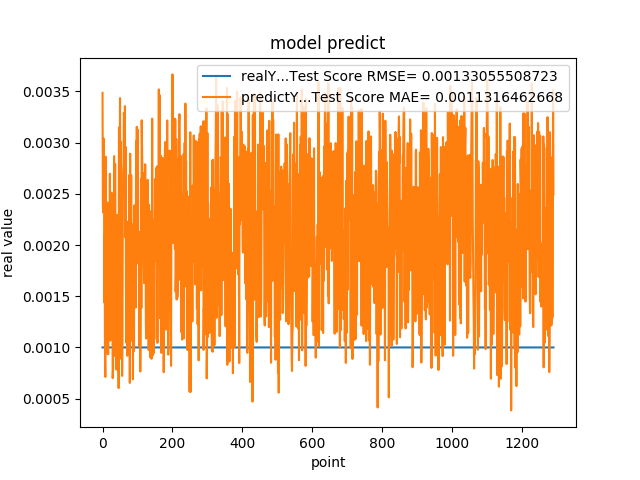 model predict
realY...Test Score RMSE= 0.00133055508723
predictY...Test Score MAE= 0.0011316462668
0.0035
0.0030
0.0025
0.0020
0.0015
0.0010
0.0005
real value
0 200 400 600 800 1000 1200
point